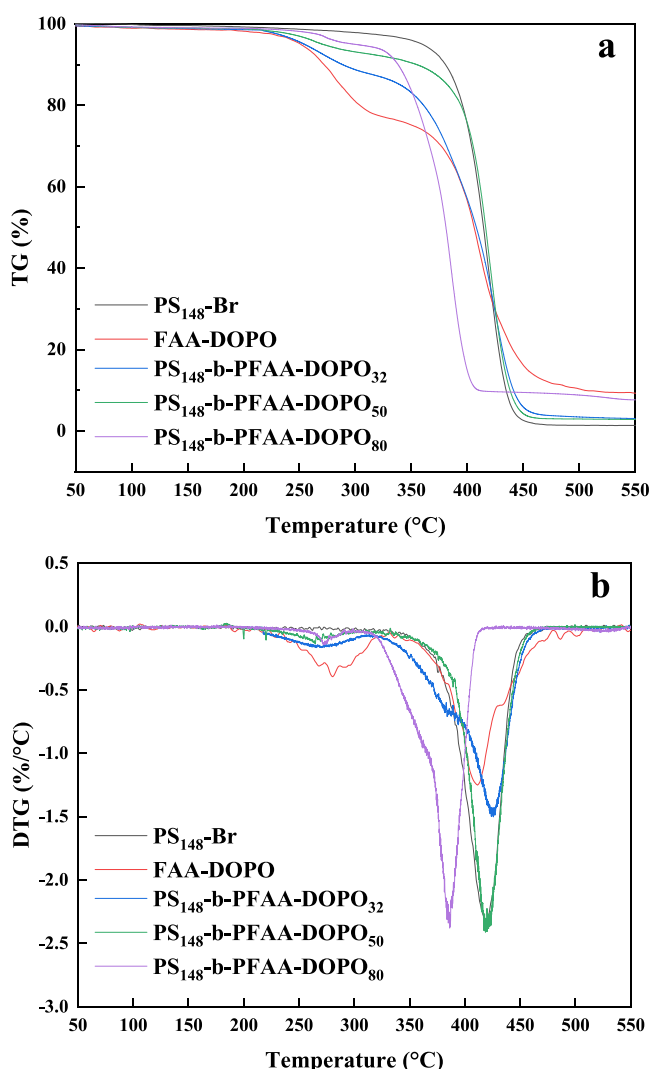 a
100
80
60
40
20
0
TG (%)
PS148-Br
FAA-DOPO
PS148-b-PFAA-DOPO32
PS148-b-PFAA-DOPO50
PS148-b-PFAA-DOPO80
50 100 150 200 250 300 350 400 450 500 550
Temperature (°C)
b
0.5
0.0
-0.5
-1.0
-1.5
-2.0
-2.5
-3.0
DTG (%/°C)
PS148-Br
FAA-DOPO
PS148-b-PFAA-DOPO32
PS148-b-PFAA-DOPO50
PS148-b-PFAA-DOPO80
50 100 150 200 250 300 350 400 450 500 550
Temperature (°C)